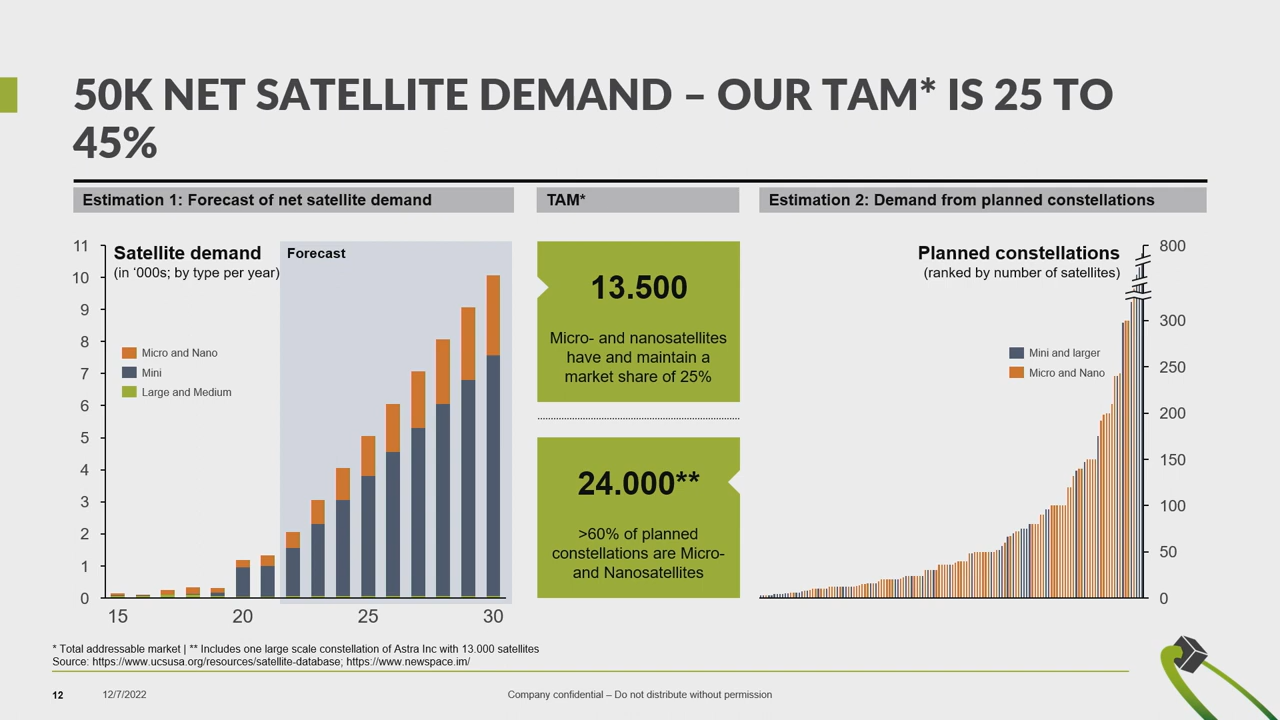 50K NET SATELLITE DEMAND – OUR TAM* IS 25 TO
45%
Estimation 1: Forecast of net satellite demand
TAM*
Estimation 2: Demand from planned constellations
Satellite demand
(in ‘000s; by type per year)
Forecast
11
10
9
8
7
6
5
4
3
2
1
0
Micro and Nano
Mini
Large and Medium
15
20
25
30
13.500
Micro- and nanosatellites
have and maintain a
market share of 25%
24.000**
>60% of planned
constellations are Micro-
and Nanosatellites
Planned constellations
(ranked by number of satellites)
Mini and larger
Micro and Nano
800
300
250
200
150
100
50
0
* Total addressable market | ** Includes one large scale constellation of Astra Inc with 13.000 satellites
Source: https://www.ucsusa.org/resources/satellite-database; https://www.newspace.im/
12
12/7/2022
Company confidential – Do not distribute without permission